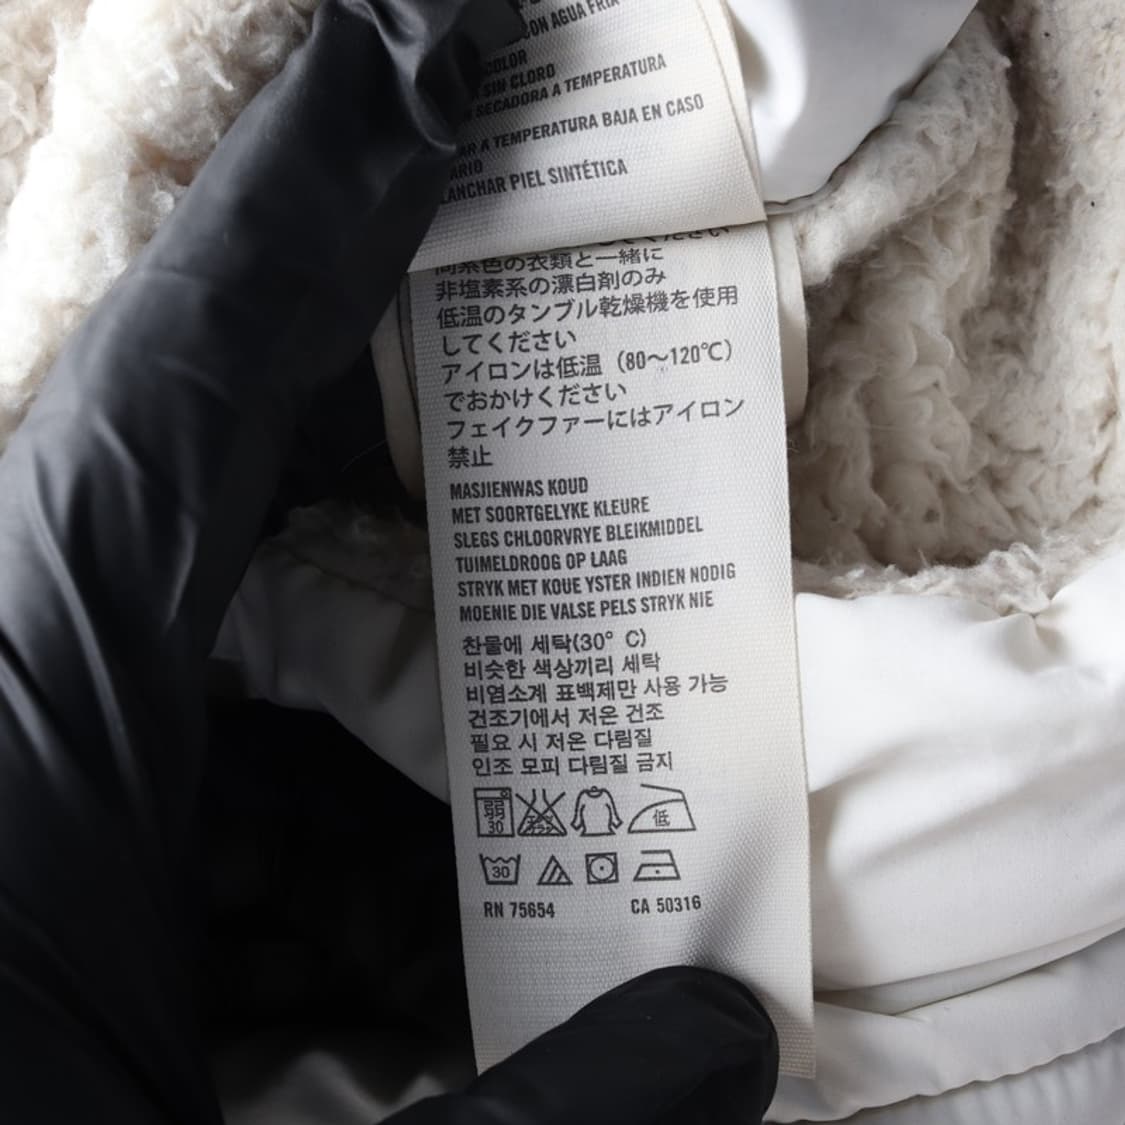 CON AGUA FRIA
COLOR
SIN CLORO
SECADORA A TEMPERATURA
A TEMPERATURA BAJA EN CASO
PIEL SINTÉTICA
同系色の衣類と一緒に
非塩素系の漂白剤のみ
低温のタンブル乾燥機を使用
してください
アイロンは低温（80〜120℃）
でおかけください
フェイクファーにはアイロン
禁止
MASJIENWAS KOUD
MET SOORTGELYKE KLEURE
SLEGS CHLOORVRYE BLEIKMIDDEL
TUIMELDROOG OP LAAG
STRYK MET KOUE YSTER INDIEN NODIG
MOENIE DIE VALSE PELS STRYK NIE
찬물에 세탁(30° C)
비슷한 색상끼리 세탁
비염소계 표백제만 사용 가능
건조기에서 저온 건조
필요 시 저온 다림질
인조 모피 다림질 금지
弱 低
30
30
RN 75654 CA 50316